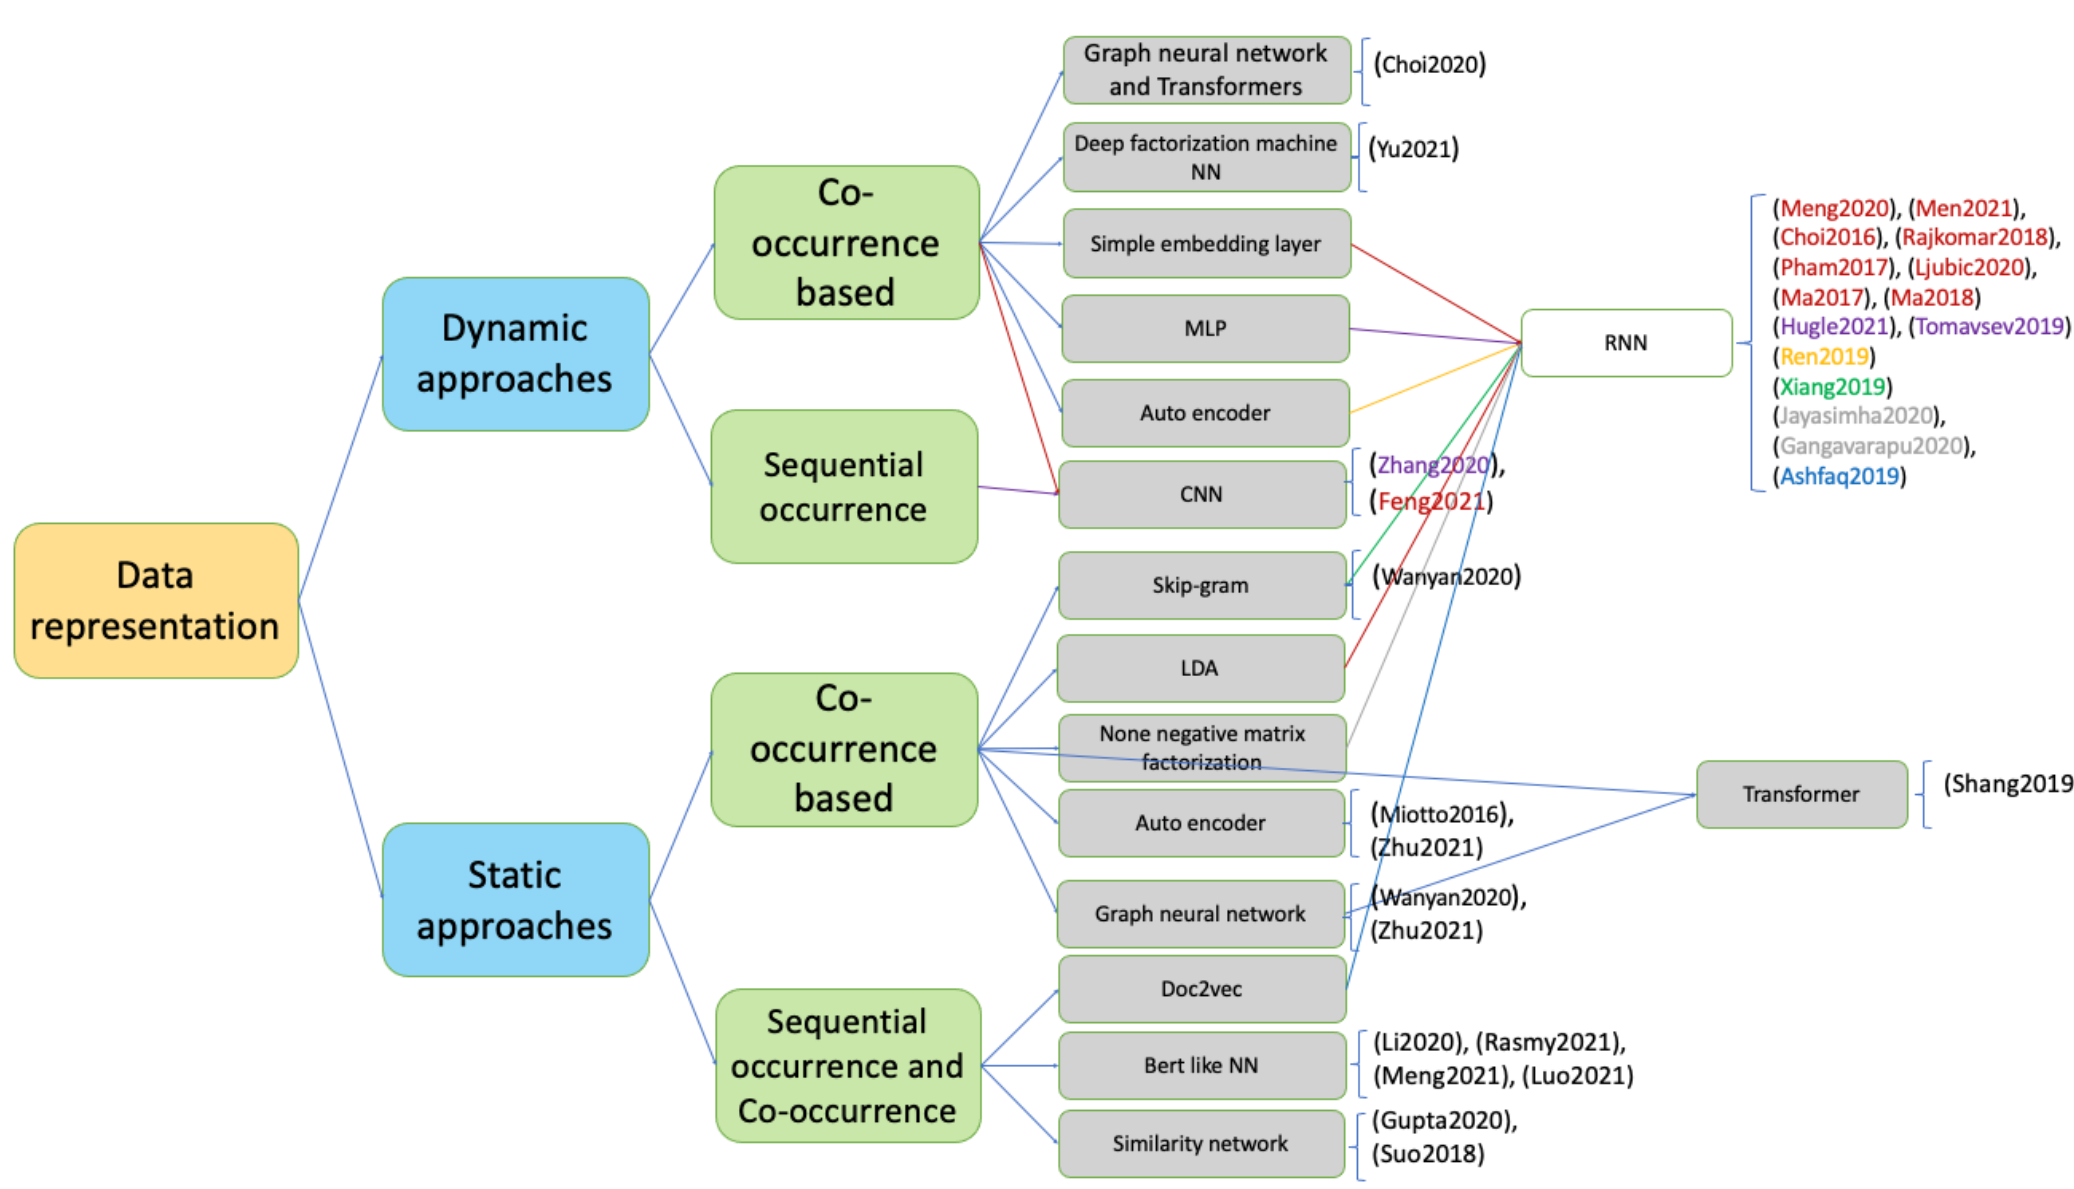 Data
representation
Dynamic
approaches
Static
approaches
Co-
occurrence
based
Sequential
occurrence
Co-
occurrence
based
Sequential
occurrence and
Co-occurrence
Graph neural network
and Transformers
(Choi2020)
Deep factorization machine
NN
(Yu2021)
Simple embedding layer
MLP
Auto encoder
CNN
(Zhang2020),
(Feng2021)
Skip-gram
(Wanyan2020)
LDA
None negative matrix
factorization
Auto encoder
(Miotto2016),
(Zhu2021)
Graph neural network
(Wanyan2020),
(Zhu2021)
Doc2vec
Bert like NN
(Li2020), (Rasmy2021),
(Meng2021), (Luo2021)
Similarity network
(Gupta2020),
(Suo2018)
RNN
(Meng2020), (Men2021),
(Choi2016), (Rajkomar2018),
(Pham2017), (Ljubic2020),
(Ma2017), (Ma2018)
(Hugle2021), (Tomavsev2019)
(Ren2019)
(Xiang2019)
(Jayasimha2020),
(Gangavarapu2020),
(Ashfaq2019)
Transformer
(Shang2019